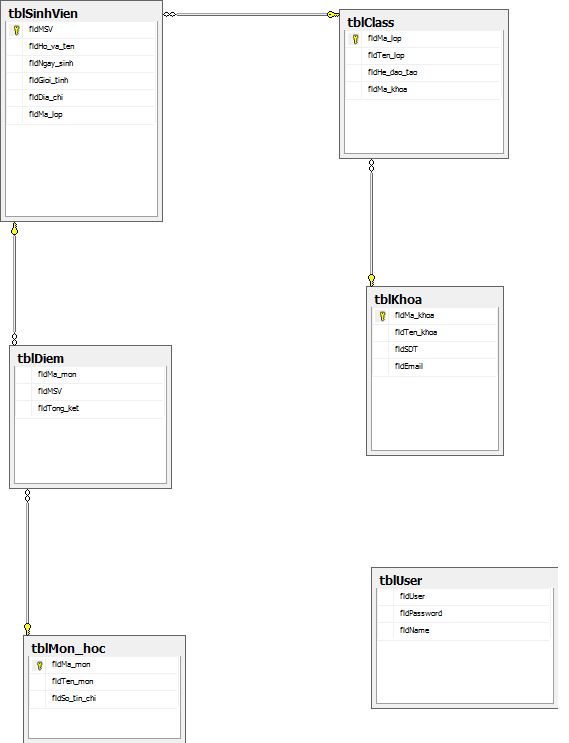 tblSinhVien
fldMSV
fldHo_va_ten
fldNgay_sinh
fldGioi_tinh
fldDia_chi
fldMa_lop
tblClass
fldMa_lop
fldTen_lop
fldHe_dao_tao
fldMa_khoa
tblKhoa
fldMa_khoa
fldTen_khoa
fldSDT
fldEmail
tblDiem
fldMa_mon
fldMSV
fldTong_ket
tblUser
fldUser
fldPassword
fldName
tblMon_hoc
fldMa_mon
fldTen_mon
fldSo_tin_chi